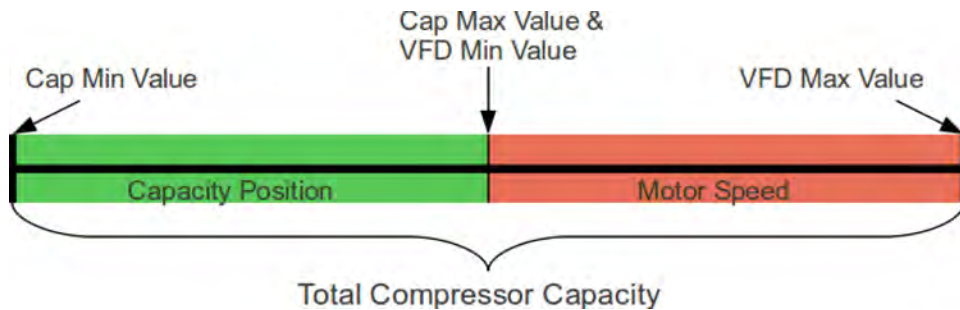 Cap Max Value &
VFD Min Value
Cap Min Value
VFD Max Value
Capacity Position
Motor Speed
Total Compressor Capacity